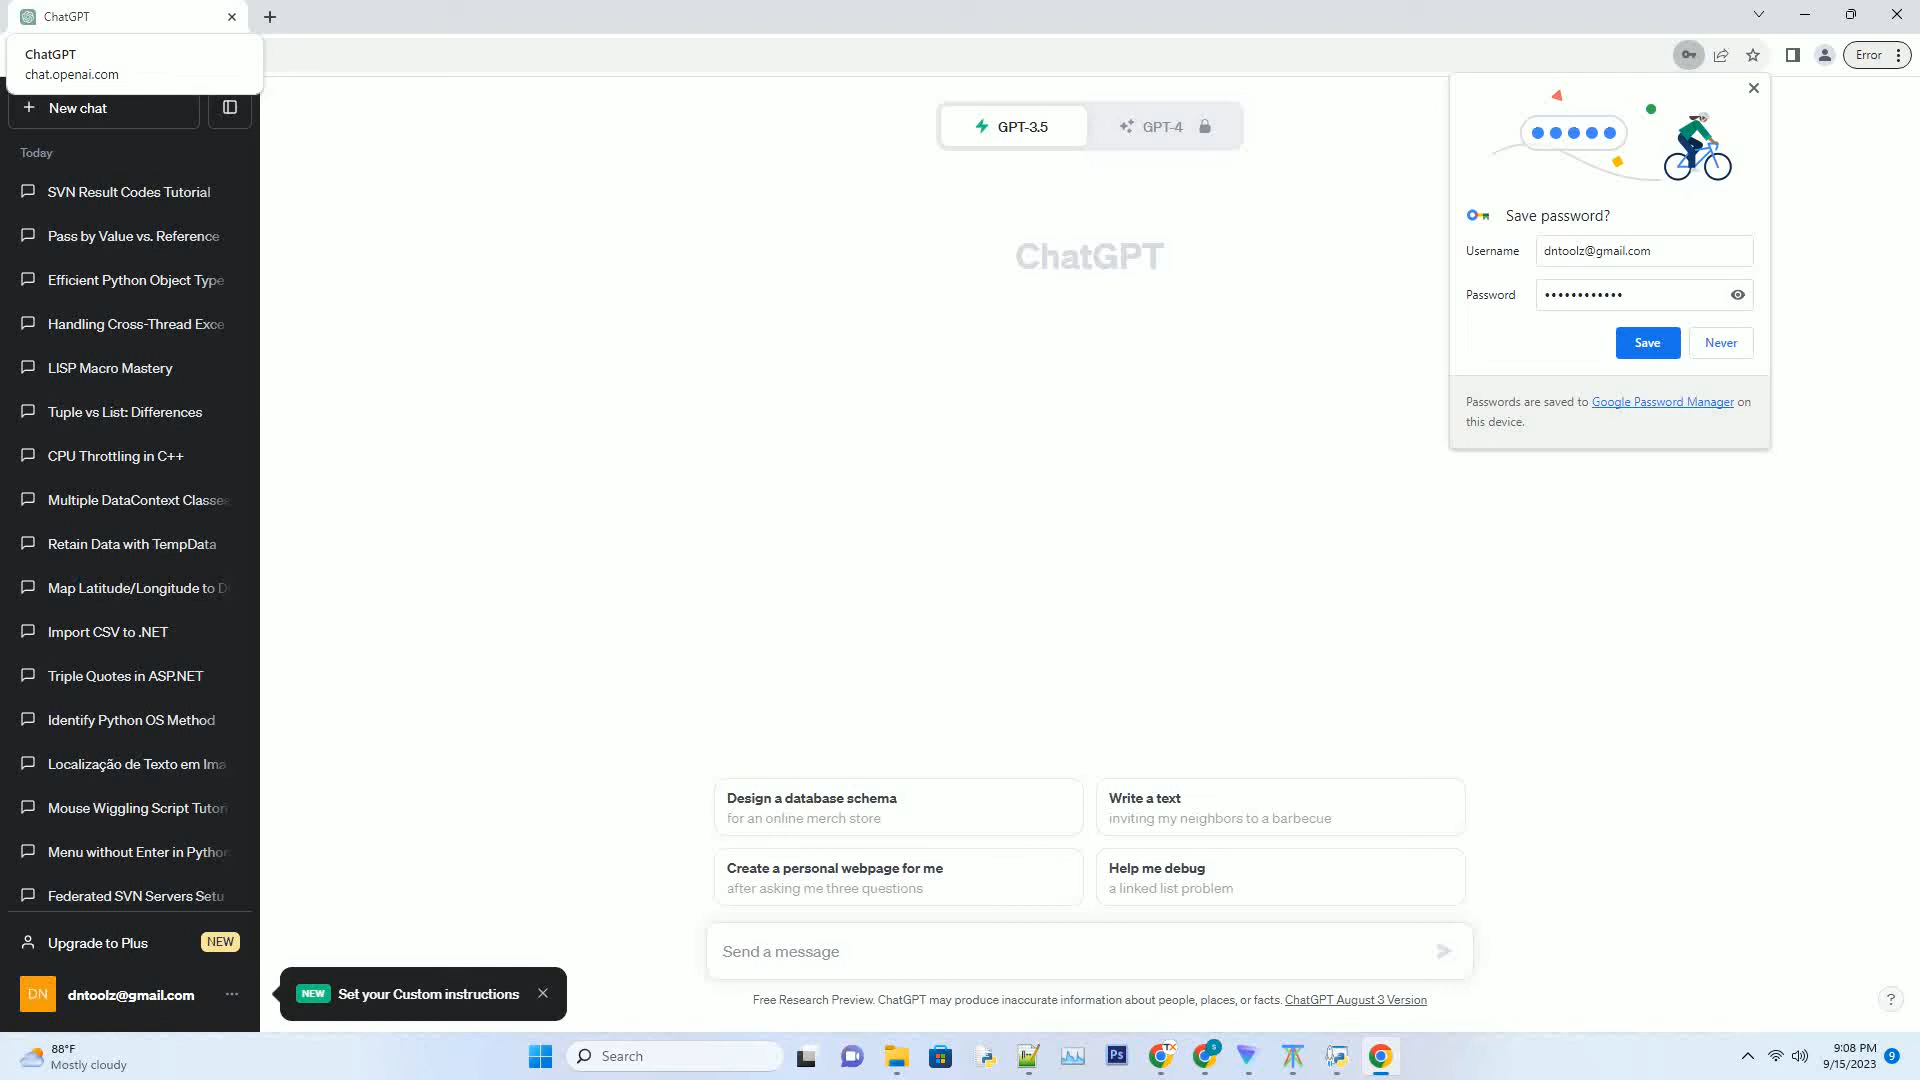 ChatGPT
ChatGPT
chat.openai.com
Error
New chat
Today
SVN Result Codes Tutorial
Pass by Value vs. Reference
Efficient Python Object Type
Handling Cross-Thread Exce
LISP Macro Mastery
Tuple vs List: Differences
CPU Throttling in C++
Multiple DataContext Classes
Retain Data with TempData
Map Latitude/Longitude to D
Import CSV to .NET
Triple Quotes in ASP.NET
Identify Python OS Method
Localização de Texto em Ima
Mouse Wiggling Script Tutori
Menu without Enter in Python
Federated SVN Servers Setu
Upgrade to Plus NEW
DN dntoolz@gmail.com
GPT-3.5 GPT-4
ChatGPT
Save password?
Username dntoolz@gmail.com
Password ••••••••••••
Save Never
Passwords are saved to Google Password Manager on
this device.
Design a database schema
for an online merch store
Write a text
inviting my neighbors to a barbecue
Create a personal webpage for me
after asking me three questions
Help me debug
a linked list problem
Send a message
NEW Set your Custom instructions
Free Research Preview. ChatGPT may produce inaccurate information about people, places, or facts. ChatGPT August 3 Version
?
88°F
Mostly cloudy
Search
Ps
TX
S
9:08 PM
9/15/2023
9